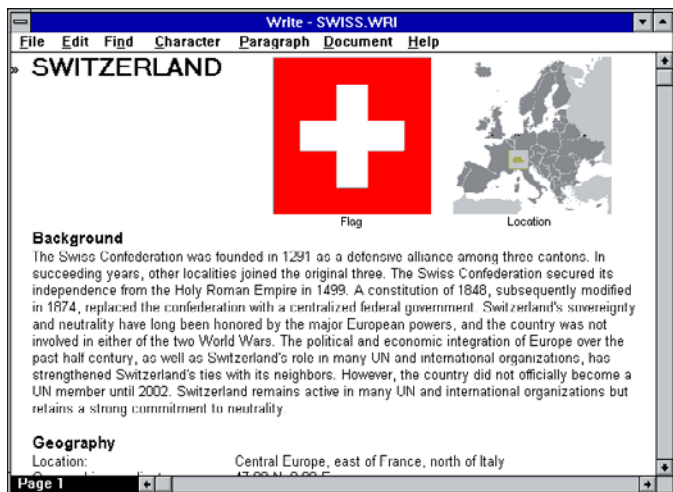 Write - SWISS.WRI
File Edit Find Character Paragraph Document Help
» SWITZERLAND
Flag Location
Background
The Swiss Confederation was founded in 1291 as a defensive alliance among three cantons. In
succeeding years, other localities joined the original three. The Swiss Confederation secured its
independence from the Holy Roman Empire in 1499. A constitution of 1848, subsequently modified
in 1874, replaced the confederation with a centralized federal government. Switzerland's sovereignty
and neutrality have long been honored by the major European powers, and the country was not
involved in either of the two World Wars. The political and economic integration of Europe over the
past half century, as well as Switzerland's role in many UN and international organizations, has
strengthened Switzerland's ties with its neighbors. However, the country did not officially become a
UN member until 2002. Switzerland remains active in many UN and international organizations but
retains a strong commitment to neutrality.
Geography
Location: Central Europe, east of France, north of Italy
Page 1